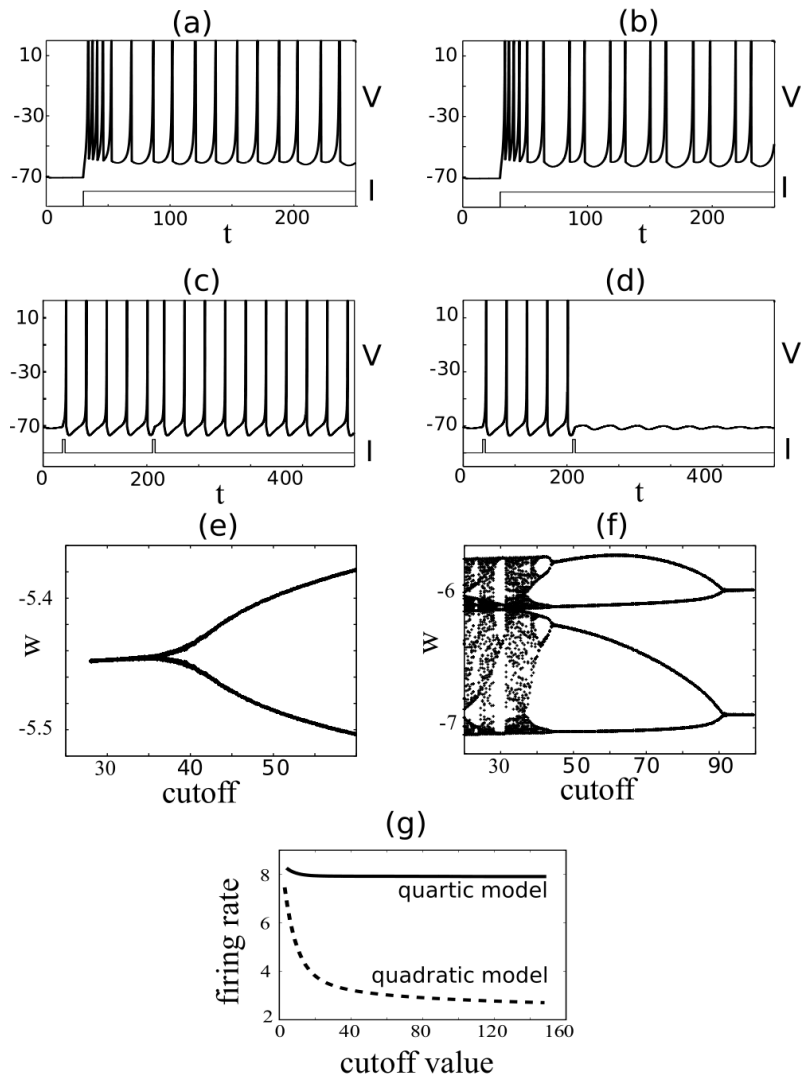 (a)
10
-30
-70
V
I
0
100
200
t
(b)
10
-30
-70
V
I
0
100
200
t
(c)
10
-30
-70
V
I
0
200
400
t
(d)
10
-30
-70
V
I
0
200
400
t
(e)
-5.4
-5.5
w
30
40
50
60
cutoff
(f)
-6
-7
w
30
50
70
90
cutoff
(g)
8
6
4
2
firing rate
quartic model
quadratic model
0
40
80
120
160
cutoff value